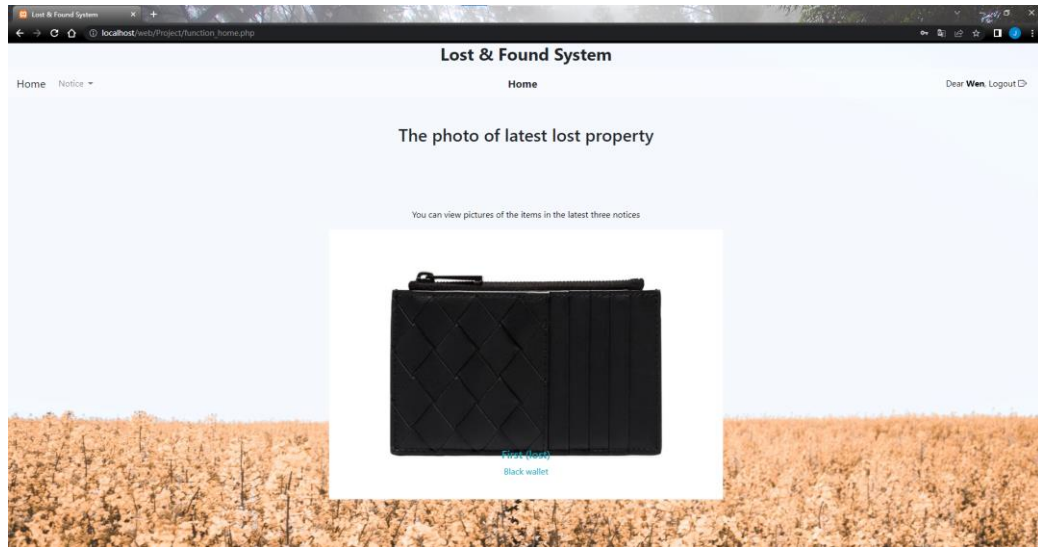 Lost & Found System
localhost/web/Project/function_home.php
Lost & Found System
Home Notice Home Dear Wen, Logout
The photo of latest lost property
You can view pictures of the items in the latest three notices
First (lost)
Black wallet